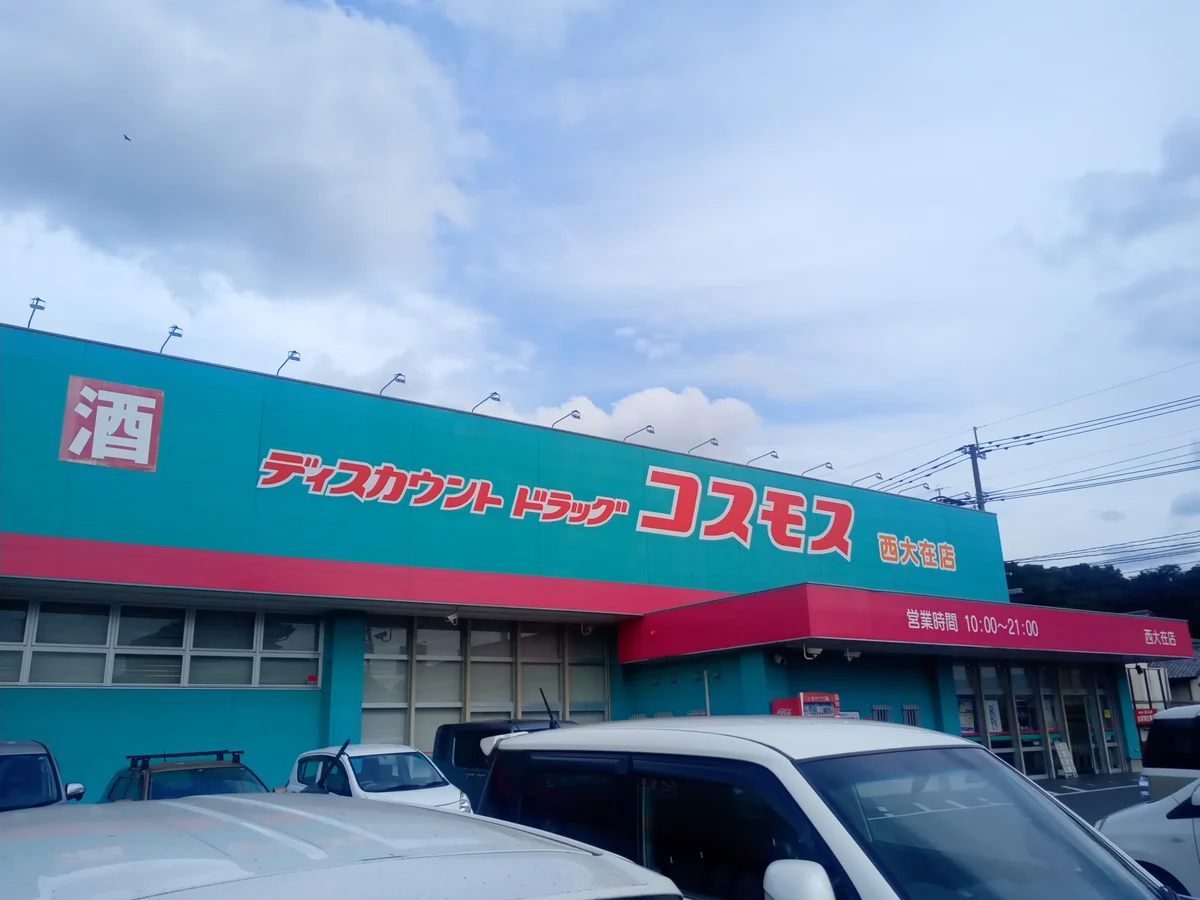 酒
ディスカウント ドラッグ コスモス 西大在店
営業時間 10:00～21:00
西大在店